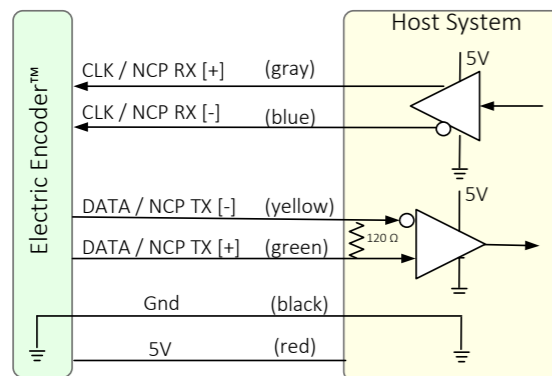 Host System
5V
CLK / NCP RX [+] (gray)
CLK / NCP RX [-] (blue)
Electric Encoder™
5V
DATA / NCP TX [-] (yellow)
120 Ω
DATA / NCP TX [+] (green)
Gnd (black)
5V (red)